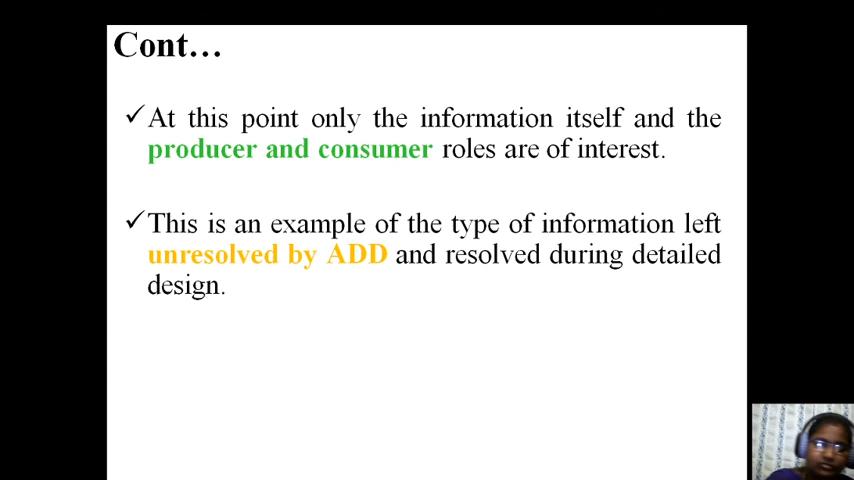 Cont…
✓At this point only the information itself and the
producer and consumer roles are of interest.
✓This is an example of the type of information left
unresolved by ADD and resolved during detailed
design.